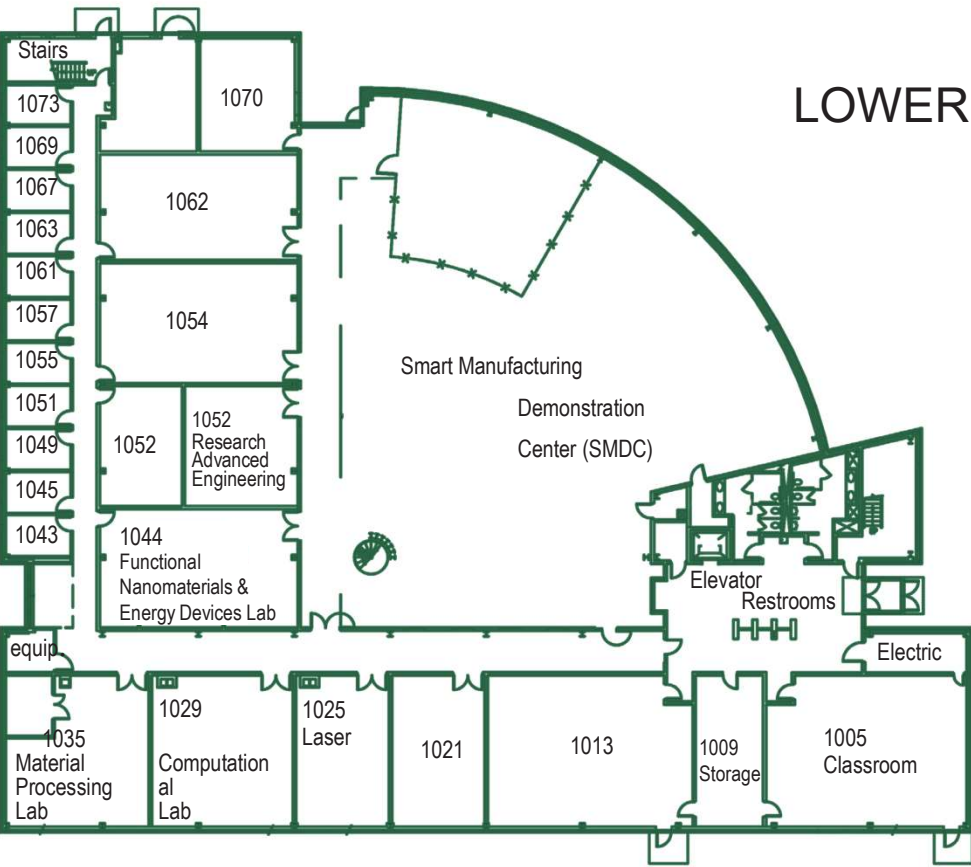 LOWER
Stairs
1073
1070
1069
1067
1062
1063
1061
1057
1054
1055
1051
1049
1045
1043
1052
1052
Research
Advanced
Engineering
1044
Functional
Nanomaterials &
Energy Devices Lab
Smart Manufacturing
Demonstration
Center (SMDC)
Elevator
Restrooms
equip.
Electric
1035
Material
Processing
Lab
1029
Computation
al
Lab
1025
Laser
1021
1013
1009
Storage
1005
Classroom